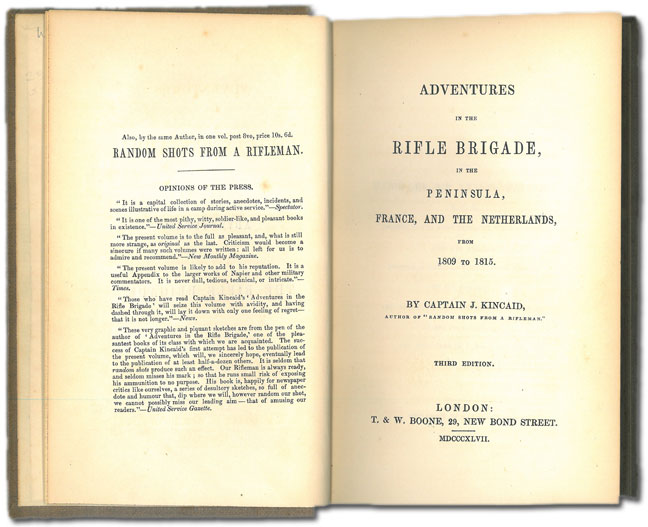 Also, by the same Author, in one vol. post 8vo, price 10s. 6d.
RANDOM SHOTS FROM A RIFLEMAN.
OPINIONS OF THE PRESS.
"It is a capital collection of stories, anecdotes, incidents, and
scenes illustrative of life in a camp during active service."—Spectator.
"It is one of the most pithy, witty, soldier-like, and pleasant books
in existence."—United Service Journal.
"The present volume is to the full as pleasant, and, what is still
more strange, as original as the last. Criticism would become a
sinecure if many such volumes were written: all left for us is to
admire and recommend."—New Monthly Magazine.
"The present volume is likely to add to his reputation. It is a
useful Appendix to the larger works of Napier and other military
commentators. It is never dull, tedious, technical, or intricate."—
Times.
"Those who have read Captain Kincaid's 'Adventures in the
Rifle Brigade' will seize this volume with avidity, and having
dashed through it, will lay it down with only one feeling of regret—
that it is no longer."—News.
"These very graphic and piquant sketches are from the pen of the
author of 'Adventures in the Rifle Brigade,' one of the plea-
santest books of its class with which we are acquainted. The suc-
cess of Captain Kincaid's first attempt has led to the publication of
the present volume, which will, we sincerely hope, eventually lead
to the publication of at least half-a-dozen others. It is seldom that
random shots produce such an effect. Our Rifleman is always ready,
and seldom misses his mark; so that he runs small risk of exposing
his ammunition to no purpose. His book is, happily for newspaper
critics like ourselves, a series of desultory sketches, so full of anec-
dote and humour that, dip where we will, however random our shot,
we cannot possibly miss our leading aim—that of amusing our
readers."—United Service Gazette.
ADVENTURES
IN THE
RIFLE BRIGADE,
IN THE
PENINSULA,
FRANCE, AND THE NETHERLANDS,
FROM
1809 TO 1815.
BY CAPTAIN J. KINCAID,
AUTHOR OF "RANDOM SHOTS FROM A RIFLEMAN."
THIRD EDITION.
LONDON:
T. & W. BOONE, 29, NEW BOND STREET.
MDCCCXLVII.